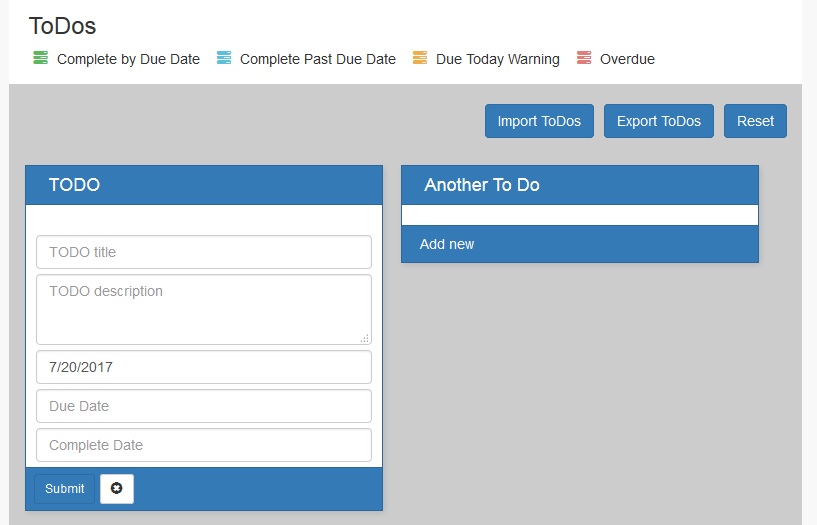 ToDos
Complete by Due Date Complete Past Due Date Due Today Warning Overdue
Import ToDos Export ToDos Reset
TODO
TODO title
TODO description
7/20/2017
Due Date
Complete Date
Submit
Another To Do
Add new